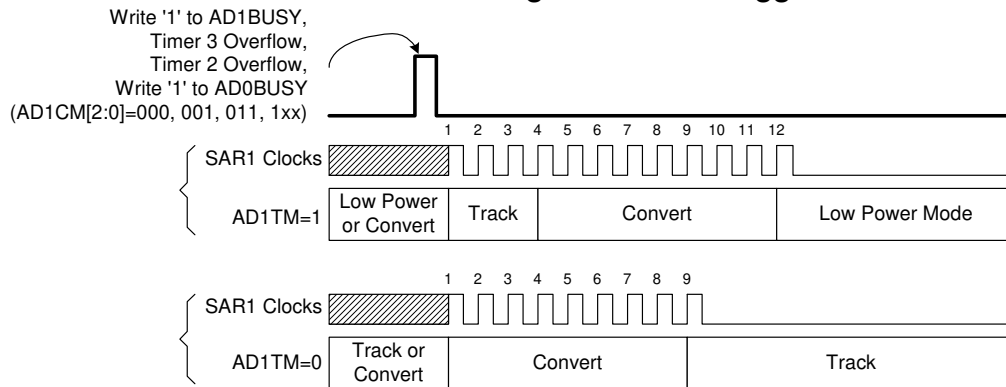 Write '1' to AD1BUSY,
Timer 3 Overflow,
Timer 2 Overflow,
Write '1' to AD0BUSY
(AD1CM[2:0]=000, 001, 011, 1xx)
1 2 3 4 5 6 7 8 9 10 11 12
SAR1 Clocks
AD1TM=1
Low Power
or Convert
Track
Convert
Low Power Mode
1 2 3 4 5 6 7 8 9
SAR1 Clocks
AD1TM=0
Track or
Convert
Convert
Track